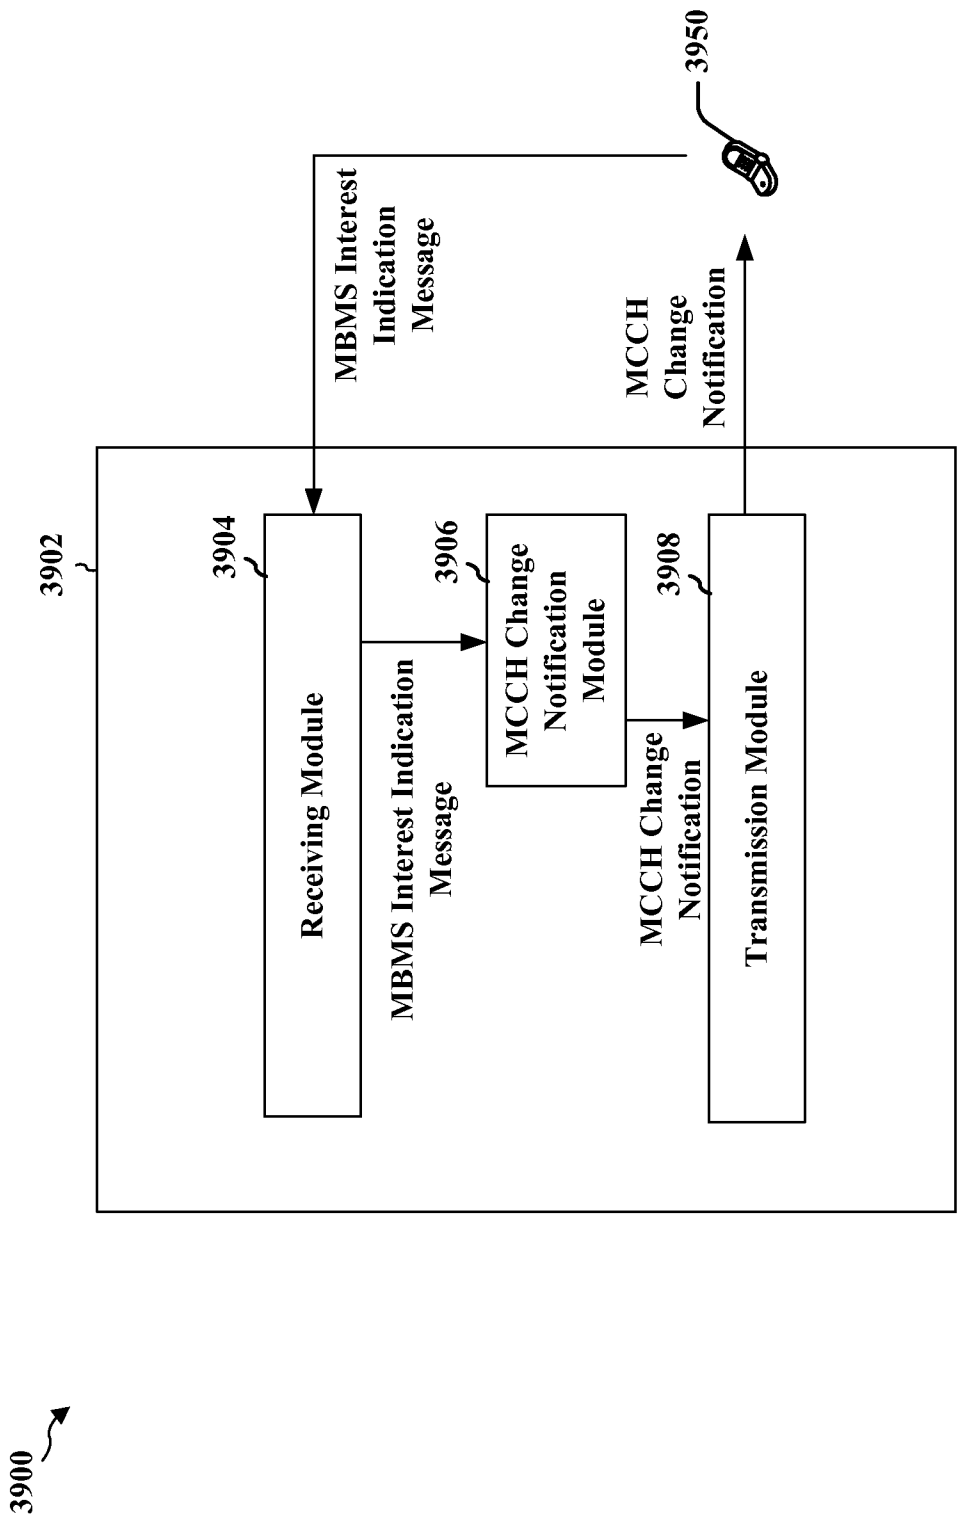 3900
3902
3904
Receiving Module
MBMS Interest
Indication
Message
3950
MBMS Interest Indication
Message
3906
MCCH Change
Notification
Module
MCCH Change
Notification
3908
Transmission Module
MCCH
Change
Notification